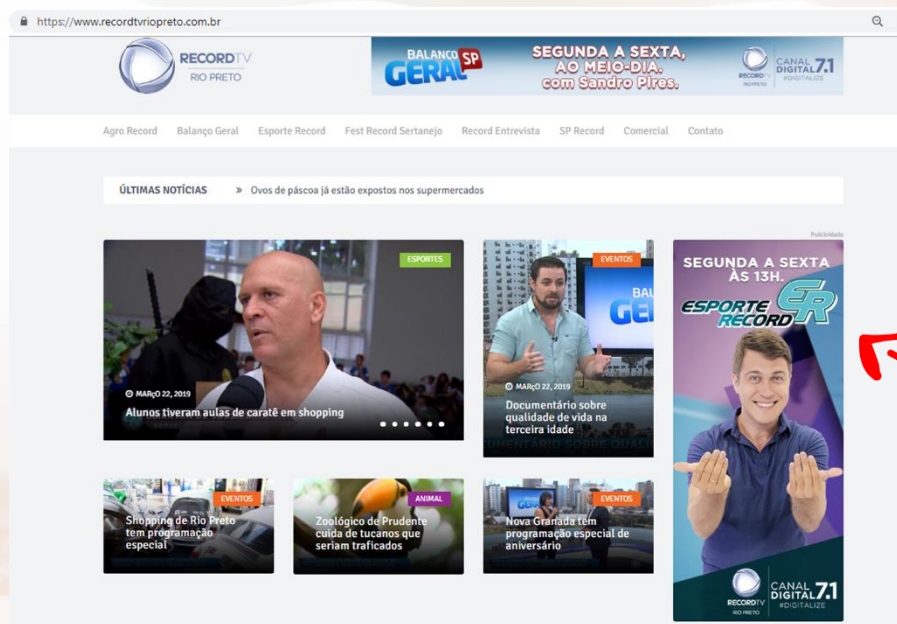 https://www.recordtvriopreto.com.br
RECORDTV
RIO PRETO
BALANÇO
GERAL SP
SEGUNDA A SEXTA,
AO MEIO-DIA.
com Sandro Pires.
RECORDTV
RIO PRETO
CANAL
DIGITAL 7.1
#DIGITALIZE
Agro Record Balanço Geral Esporte Record Fest Record Sertanejo Record Entrevista SP Record Comercial Contato
ÚLTIMAS NOTÍCIAS » Ovos de páscoa já estão expostos nos supermercados
Publicidade
ESPORTES
MARçO 22, 2019
Alunos tiveram aulas de caratê em shopping
EVENTOS
BAL
GE
MARçO 22, 2019
Documentário sobre
qualidade de vida na
terceira idade
SEGUNDA A SEXTA
ÀS 13H.
ESPORTE
RECORD
ER
EVENTOS
Shopping de Rio Preto
tem programação
especial
ANIMAL
Zoológico de Prudente
cuida de tucanos que
seriam traficados
EVENTOS
Nova Granada tem
programação especial de
aniversário
RECORDTV
RIO PRETO
CANAL
DIGITAL 7.1
#DIGITALIZE